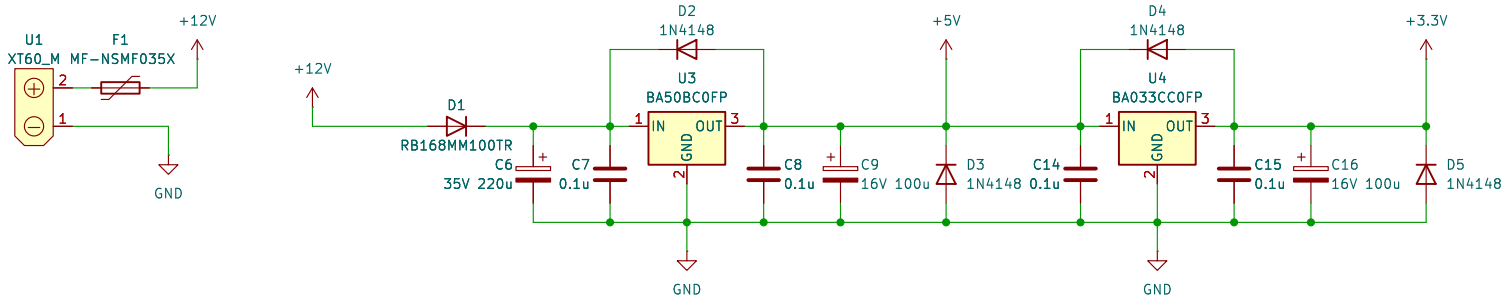 U1
XT60_M
2
1
F1
MF-NSMF035X
+12V
GND
+12V
D1
RB168MM100TR
C6
35V 220u
+
C7
0.1u
D2
1N4148
U3
BA50BC0FP
1
IN
OUT
3
GND
2
GND
C8
0.1u
+
C9
16V 100u
+5V
D3
1N4148
C14
0.1u
D4
1N4148
U4
BA033CC0FP
1
IN
OUT
3
GND
2
GND
C15
0.1u
+
C16
16V 100u
+3.3V
D5
1N4148